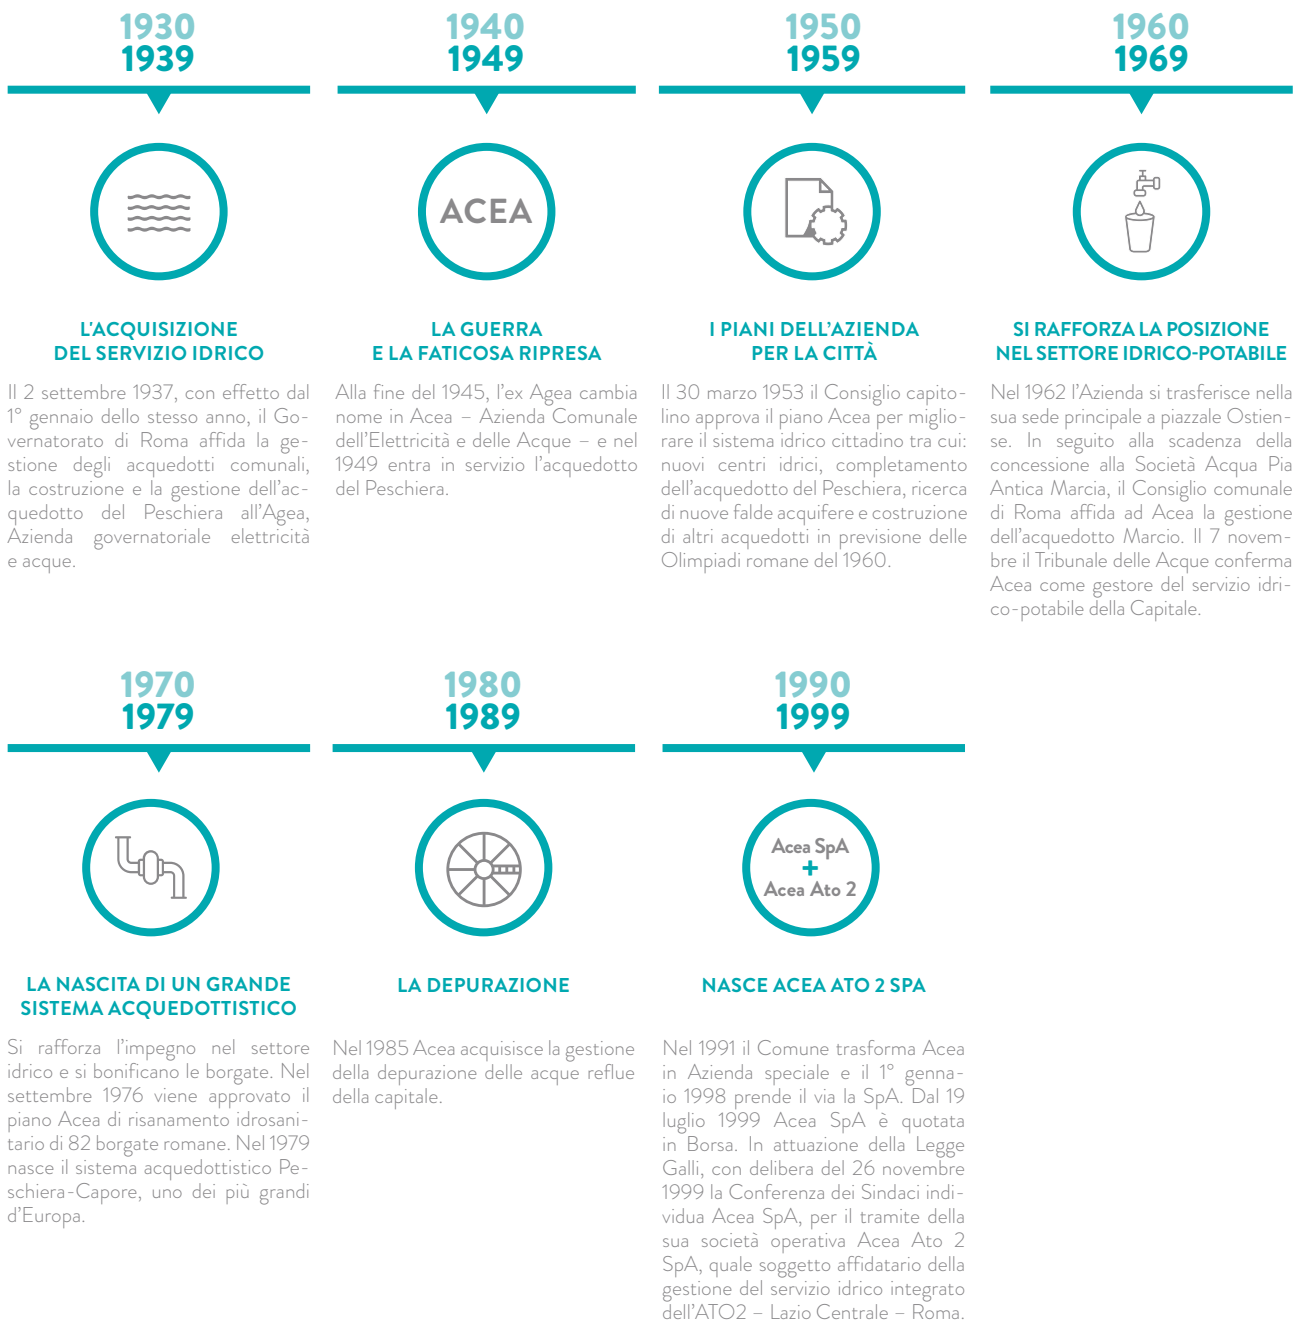 1930
1939
L'ACQUISIZIONE
DEL SERVIZIO IDRICO
Il 2 settembre 1937, con effetto dal
1° gennaio dello stesso anno, il Go-
vernatorato di Roma affida la ge-
stione degli acquedotti comunali,
la costruzione e la gestione dell'ac-
quedotto del Peschiera all'Agea,
Azienda governatoriale elettricità
e acque.
1940
1949
ACEA
LA GUERRA
E LA FATICOSA RIPRESA
Alla fine del 1945, l'ex Agea cambia
nome in Acea – Azienda Comunale
dell'Elettricità e delle Acque – e nel
1949 entra in servizio l'acquedotto
del Peschiera.
1950
1959
I PIANI DELL'AZIENDA
PER LA CITTÀ
Il 30 marzo 1953 il Consiglio capito-
lino approva il piano Acea per miglio-
rare il sistema idrico cittadino tra cui:
nuovi centri idrici, completamento
dell'acquedotto del Peschiera, ricerca
di nuove falde acquifere e costruzione
di altri acquedotti in previsione delle
Olimpiadi romane del 1960.
1960
1969
SI RAFFORZA LA POSIZIONE
NEL SETTORE IDRICO-POTABILE
Nel 1962 l'Azienda si trasferisce nella
sua sede principale a piazzale Ostien-
se. In seguito alla scadenza della
concessione alla Società Acqua Pia
Antica Marcia, il Consiglio comunale
di Roma affida ad Acea la gestione
dell'acquedotto Marcio. Il 7 novem-
bre il Tribunale delle Acque conferma
Acea come gestore del servizio idri-
co-potabile della Capitale.
1970
1979
LA NASCITA DI UN GRANDE
SISTEMA ACQUEDOTTISTICO
Si rafforza l'impegno nel settore
idrico e si bonificano le borgate. Nel
settembre 1976 viene approvato il
piano Acea di risanamento idrosani-
tario di 82 borgate romane. Nel 1979
nasce il sistema acquedottistico Pe-
schiera-Capore, uno dei più grandi
d'Europa.
1980
1989
LA DEPURAZIONE
Nel 1985 Acea acquisisce la gestione
della depurazione delle acque reflue
della capitale.
1990
1999
Acea SpA
+
Acea Ato 2
NASCE ACEA ATO 2 SPA
Nel 1991 il Comune trasforma Acea
in Azienda speciale e il 1° genna-
io 1998 prende il via la SpA. Dal 19
luglio 1999 Acea SpA è quotata
in Borsa. In attuazione della Legge
Galli, con delibera del 26 novembre
1999 la Conferenza dei Sindaci indi-
vidua Acea SpA, per il tramite della
sua società operativa Acea Ato 2
SpA, quale soggetto affidatario della
gestione del servizio idrico integrato
dell'ATO2 – Lazio Centrale – Roma.